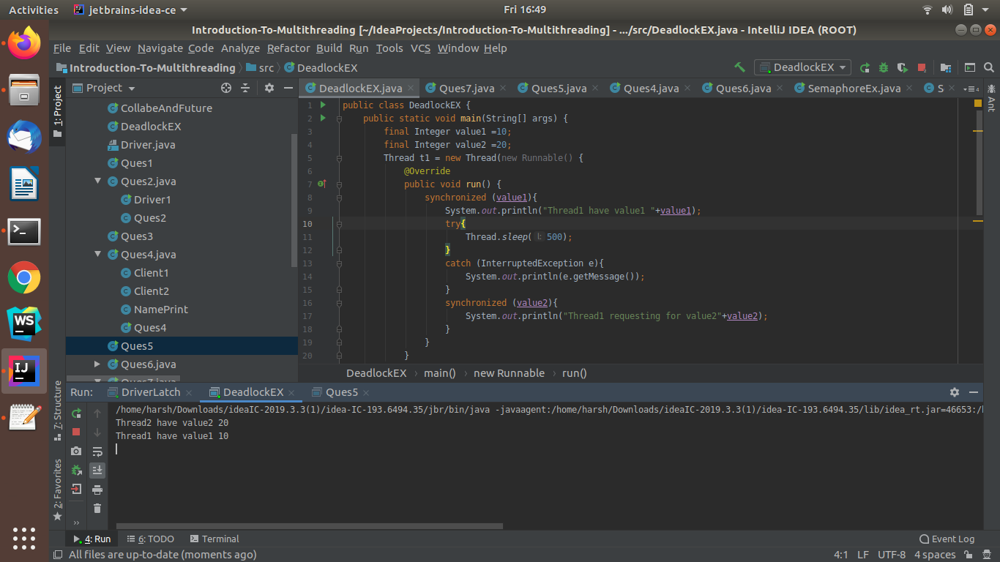 Activities jetbrains-idea-ce Fri 16:49
Introduction-To-Multithreading [~/IdeaProjects/Introduction-To-Multithreading] - .../src/DeadlockEX.java - IntelliJ IDEA (ROOT)
File Edit View Navigate Code Analyze Refactor Build Run Tools VCS Window Help
Introduction-To-Multithreading src DeadlockEX DeadlockEX
1: Project
7: Structure
2: Favorites
Ant
Project
CollabeAndFuture
DeadlockEX
Driver.java
Ques1
Ques2.java
Driver1
Ques2
Ques3
Ques4.java
Client1
Client2
NamePrint
Ques4
Ques5
Ques6.java
Ques7.java
DeadlockEX.java Ques7.java Ques5.java Ques4.java Ques6.java SemaphoreEx.java S 4
1 public class DeadlockEX {
2 public static void main(String[] args) {
3 final Integer value1 =10;
4 final Integer value2 =20;
5 Thread t1 = new Thread(new Runnable() {
6 @Override
7 public void run() {
8 synchronized (value1){
9 System.out.println("Thread1 have value1 "+value1);
10 try{
11 Thread.sleep( l: 500);
12 }
13 catch (InterruptedException e){
14 System.out.println(e.getMessage());
15 }
16 synchronized (value2){
17 System.out.println("Thread1 requesting for value2"+value2);
18 }
19 }
20 }
DeadlockEX › main() › new Runnable › run()
Run: DriverLatch DeadlockEX Ques5
/home/harsh/Downloads/ideaIC-2019.3.3(1)/idea-IC-193.6494.35/jbr/bin/java -javaagent:/home/harsh/Downloads/ideaIC-2019.3.3(1)/idea-IC-193.6494.35/lib/idea_rt.jar=46653:/
Thread2 have value2 20
Thread1 have value1 10
4: Run 6: TODO Terminal Event Log
All files are up-to-date (moments ago) 4:1 LF UTF-8 4 spaces
WS
IJ